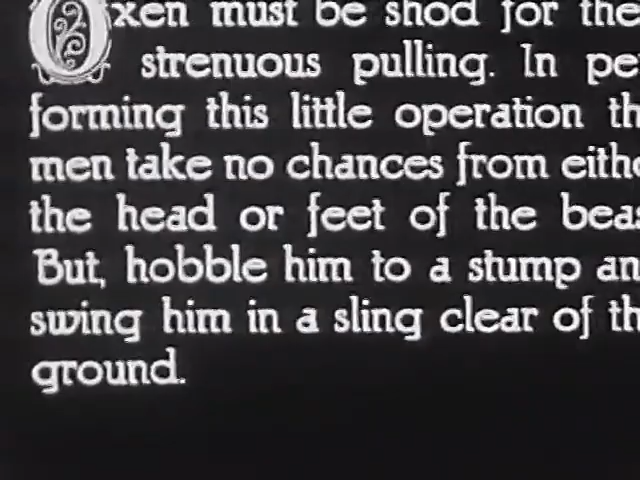 Oxen must be shod for the
strenuous pulling. In pe
forming this little operation th
men take no chances from eith
the head or feet of the bea
But, hobble him to a stump an
swing him in a sling clear of th
ground.